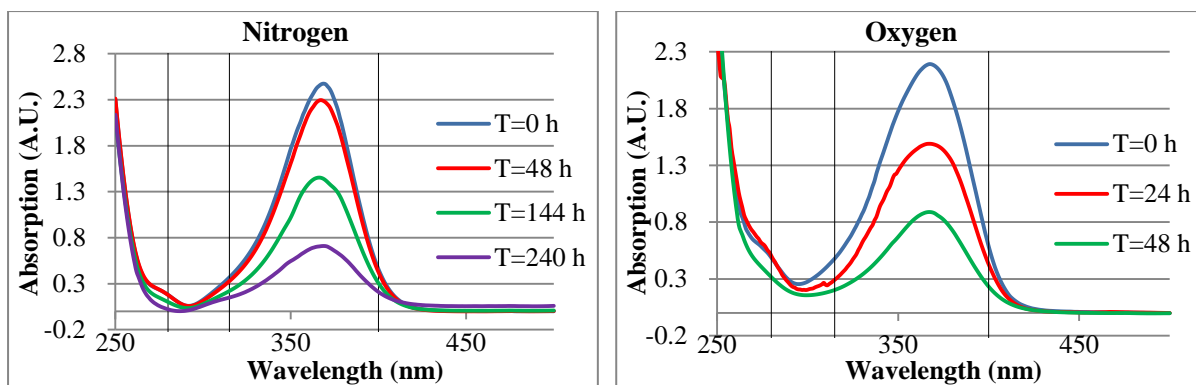 Nitrogen
Absorption (A.U.)
2.8
2.3
1.8
1.3
0.8
0.3
-0.2
250
350
450
Wavelength (nm)
T=0 h
T=48 h
T=144 h
T=240 h
Oxygen
Absorption (A.U.)
2.3
1.8
1.3
0.8
0.3
-0.2
250
350
450
Wavelength (nm)
T=0 h
T=24 h
T=48 h